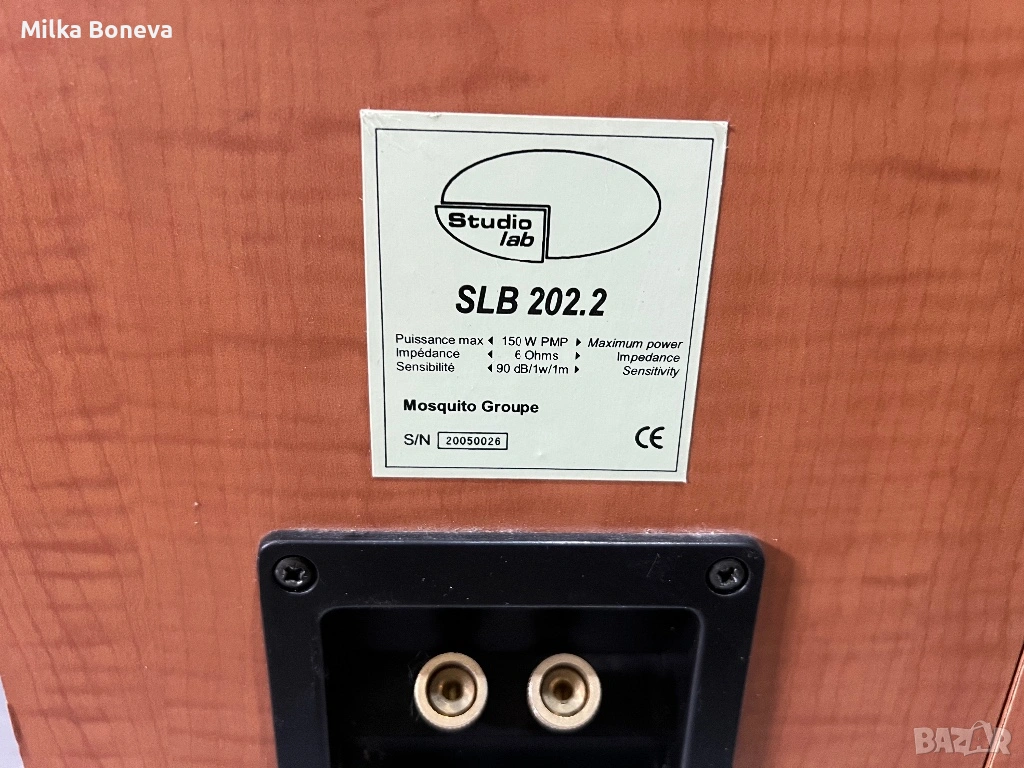 Milka Boneva
Studio
lab
SLB 202.2
Puissance max ◀ 150 W PMP ▶ Maximum power
Impédance ◀ 6 Ohms ▶ Impedance
Sensibilité ◀ 90 dB/1w/1m ▶ Sensitivity
Mosquito Groupe
S/N 20050026 CE
BAZAR